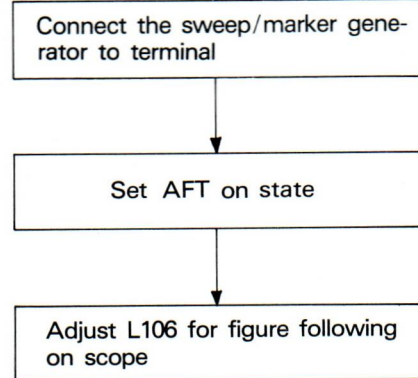 Connect the sweep/marker gene-
rator to terminal
Set AFT on state
Adjust L106 for figure following
on scope